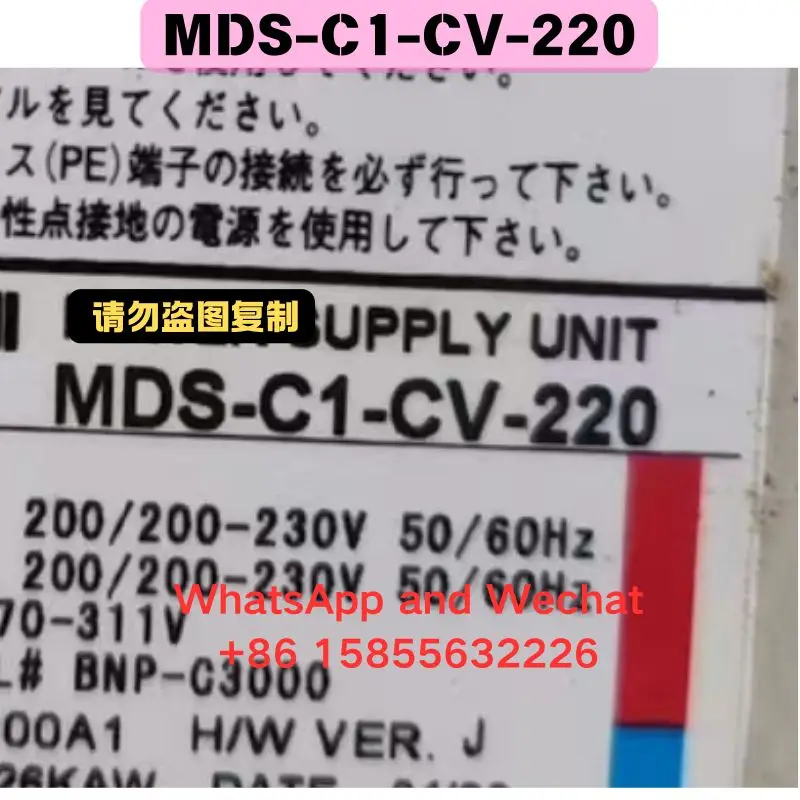 MDS-C1-CV-220
ルを見てください。
ス(PE)端子の接続を必ず行って下さい。
性点接地の電源を使用して下さい。
请勿盗图复制
SUPPLY UNIT
MDS-C1-CV-220
200/200-230V 50/60Hz
200/200-230V 50/60Hz
WhatsApp and Wechat
70-311V
+86 15855632226
L# BNP-C3000
00A1 H/W VER. J
26KAW DATE